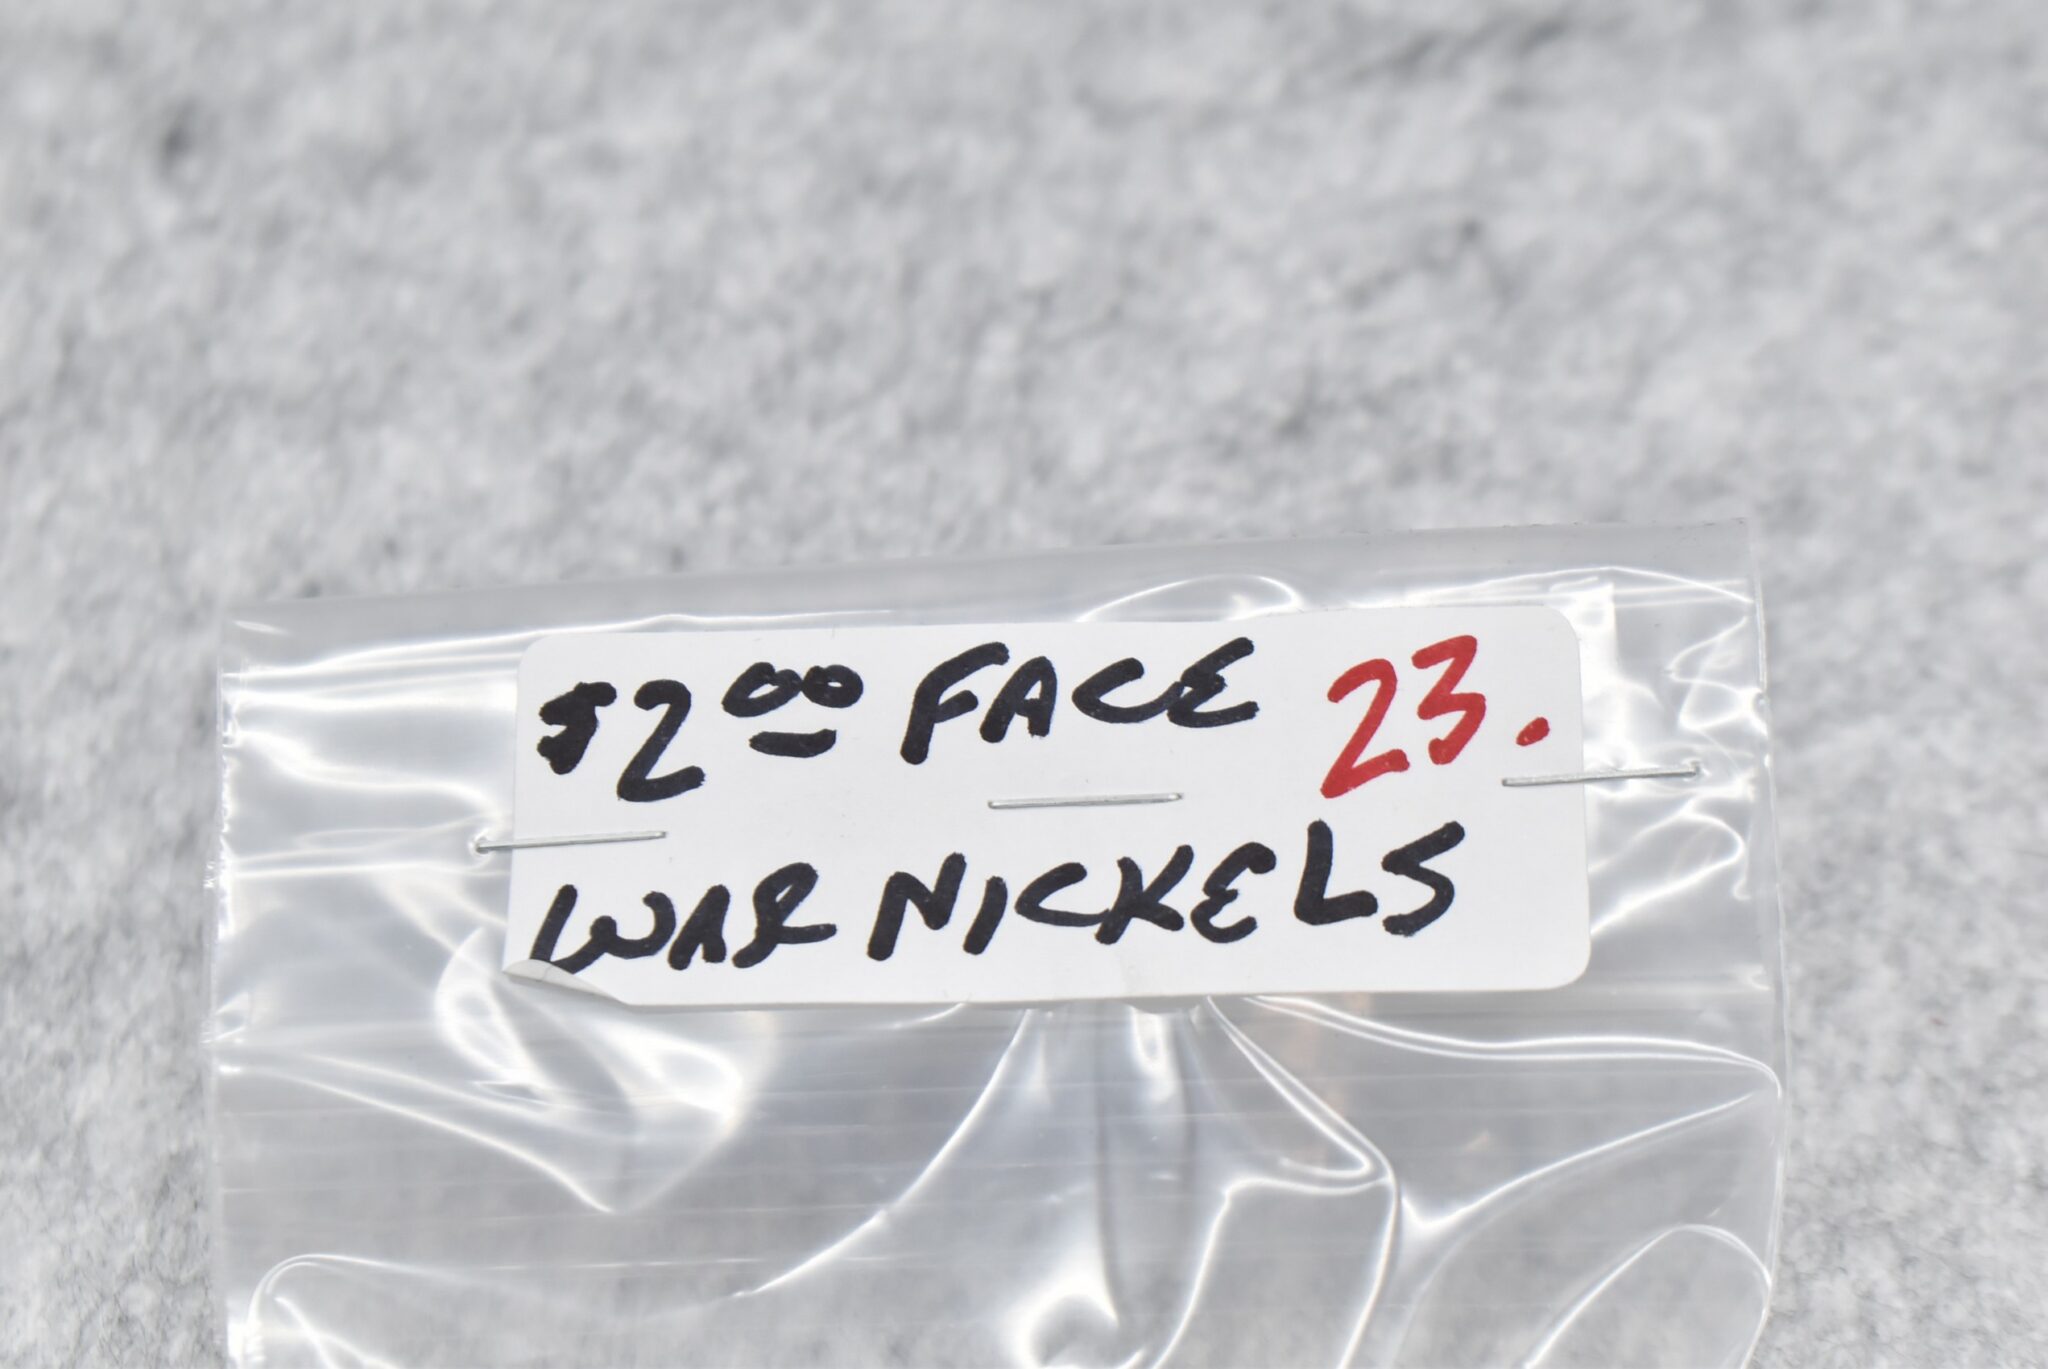 $2.00 FACE 23.
WAR NICKELS